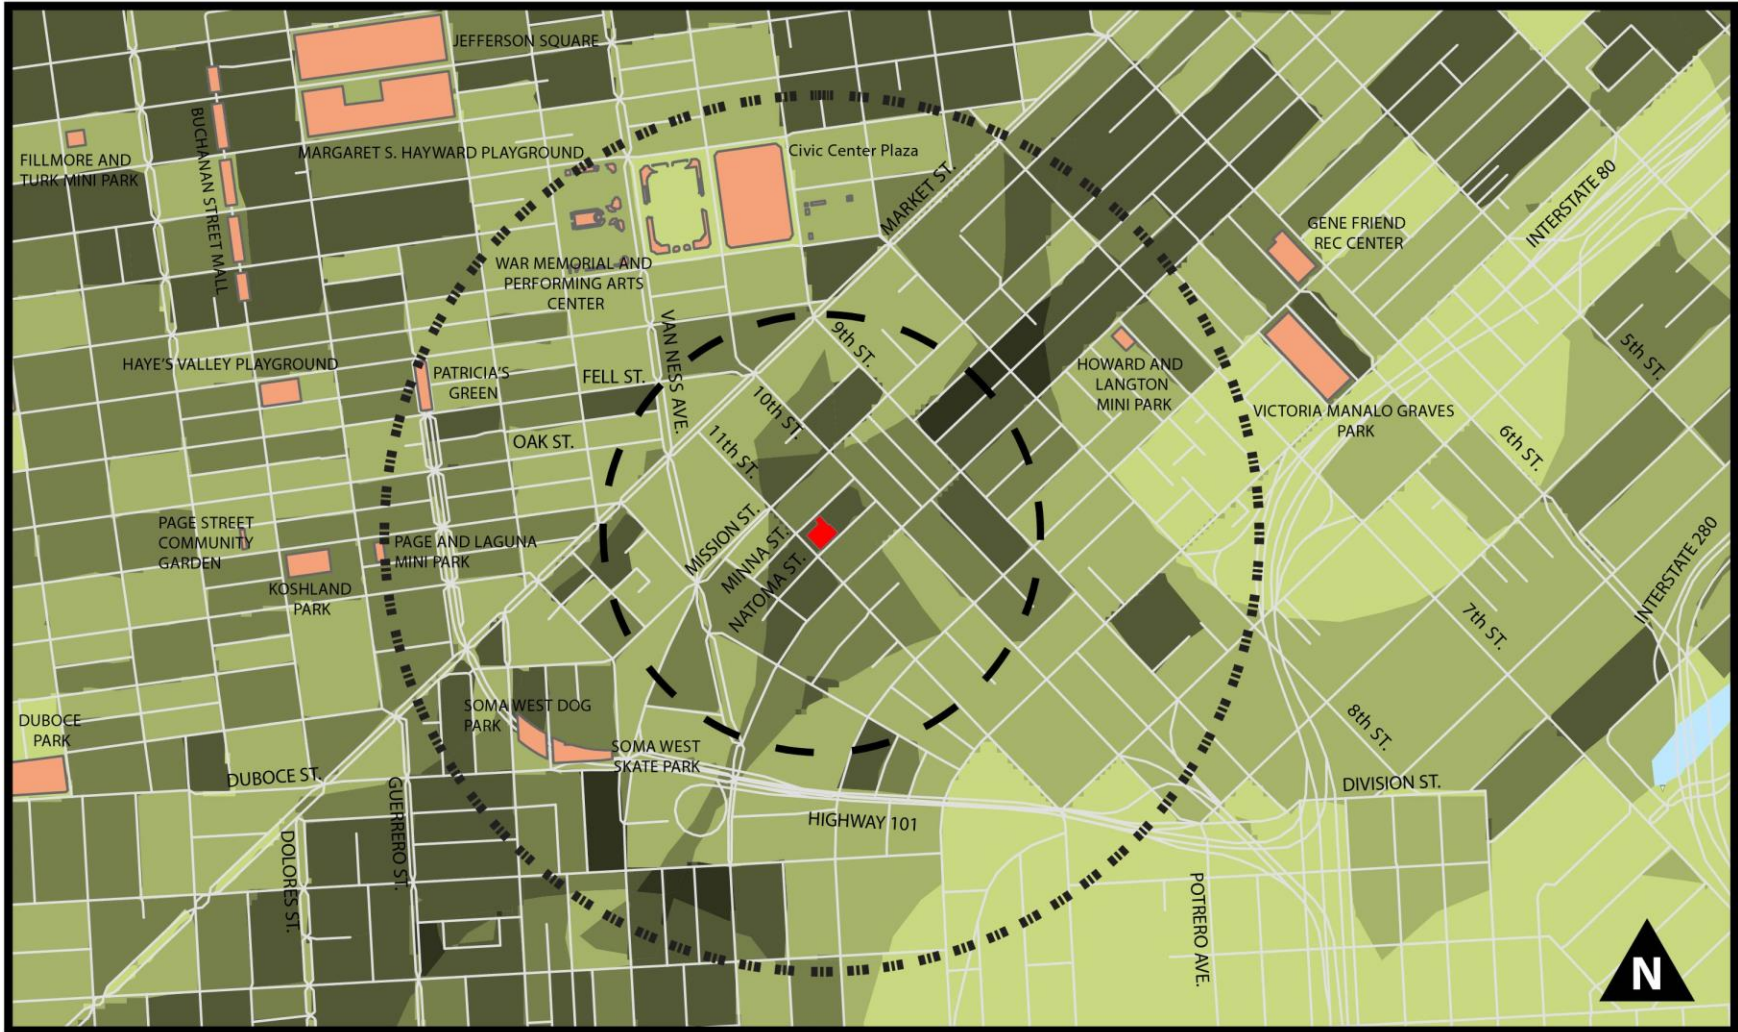 JEFFERSON SQUARE
BUCHANAN STREET MALL
FILLMORE AND
TURK MINI PARK
MARGARET S. HAYWARD PLAYGROUND
Civic Center Plaza
MARKET ST.
INTERSTATE 80
GENE FRIEND
REC CENTER
WAR MEMORIAL AND
PERFORMING ARTS
CENTER
VAN NESS AVE.
9th ST.
5th ST.
HAYE'S VALLEY PLAYGROUND
PATRICIA'S
GREEN
FELL ST.
HOWARD AND
LANGTON
MINI PARK
10th ST.
VICTORIA MANALO GRAVES
PARK
OAK ST.
11th ST.
6th ST.
PAGE STREET
COMMUNITY
GARDEN
PAGE AND LAGUNA
MINI PARK
MISSION ST.
MINNA ST.
NATOMA ST.
KOSHLAND
PARK
INTERSTATE 280
7th ST.
DUBOCE
PARK
SOMA WEST DOG
PARK
SOMA WEST
SKATE PARK
8th ST.
DUBOCE ST.
GUERRERO ST.
DIVISION ST.
HIGHWAY 101
DOLORES ST.
POTRERO AVE.
N